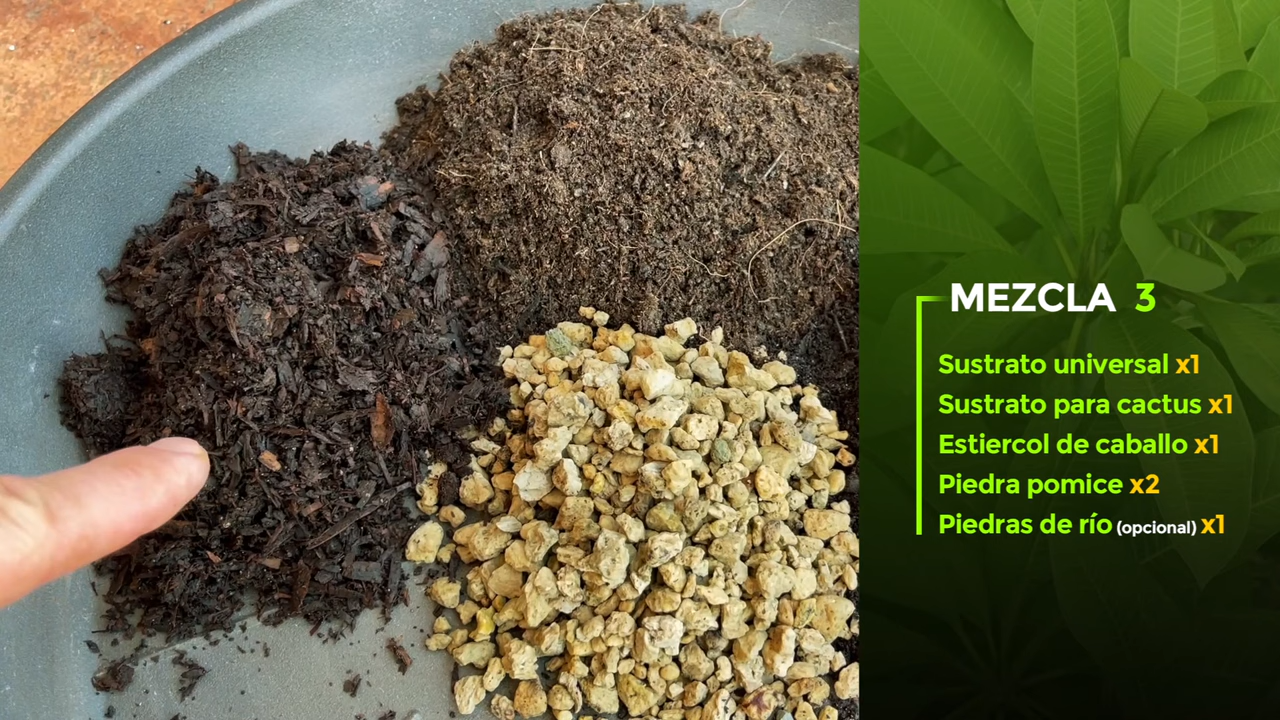 MEZCLA 3
Sustrato universal x1
Sustrato para cactus x1
Estiercol de caballo x1
Piedra pomice x2
Piedras de río (opcional) x1